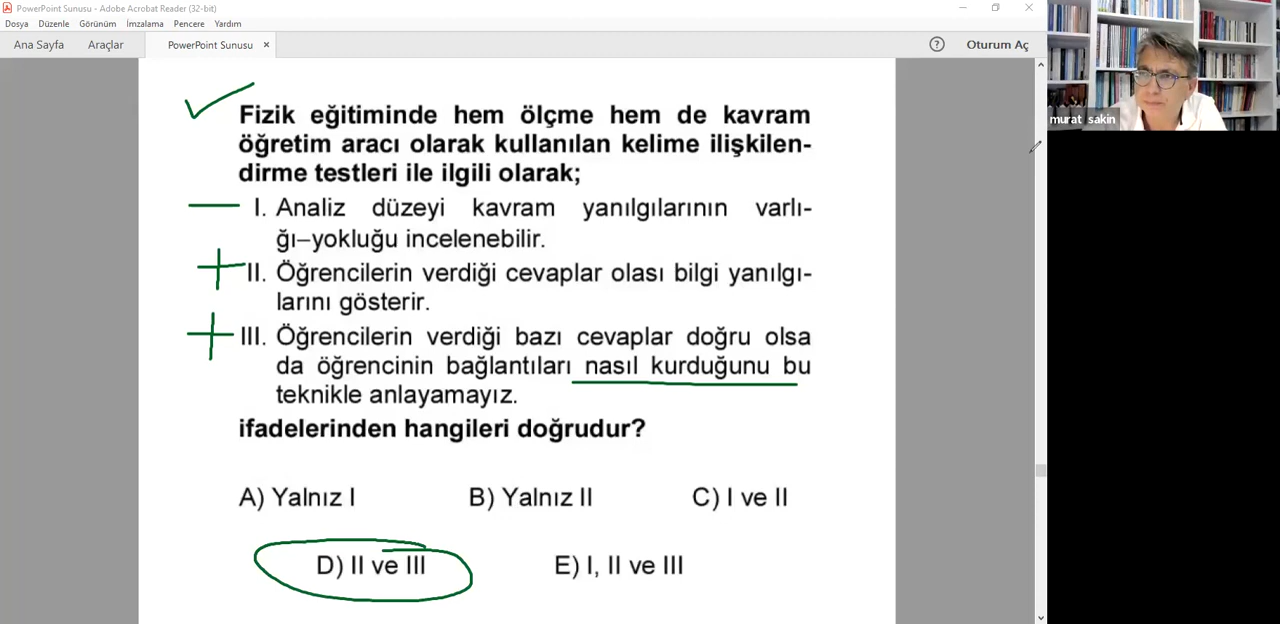 PowerPoint Sunusu - Adobe Acrobat Reader (32-bit)
Dosya Düzenle Görünüm İmzalama Pencere Yardım
Ana Sayfa Araçlar PowerPoint Sunusu × ? Oturum Aç
murat sakin
Fizik eğitiminde hem ölçme hem de kavram
öğretim aracı olarak kullanılan kelime ilişkilen-
dirme testleri ile ilgili olarak;
I. Analiz düzeyi kavram yanılgılarının varlı-
ğı–yokluğu incelenebilir.
II. Öğrencilerin verdiği cevaplar olası bilgi yanılgı-
larını gösterir.
III. Öğrencilerin verdiği bazı cevaplar doğru olsa
da öğrencinin bağlantıları nasıl kurduğunu bu
teknikle anlayamayız.
ifadelerinden hangileri doğrudur?
A) Yalnız I B) Yalnız II C) I ve II
D) II ve III E) I, II ve III